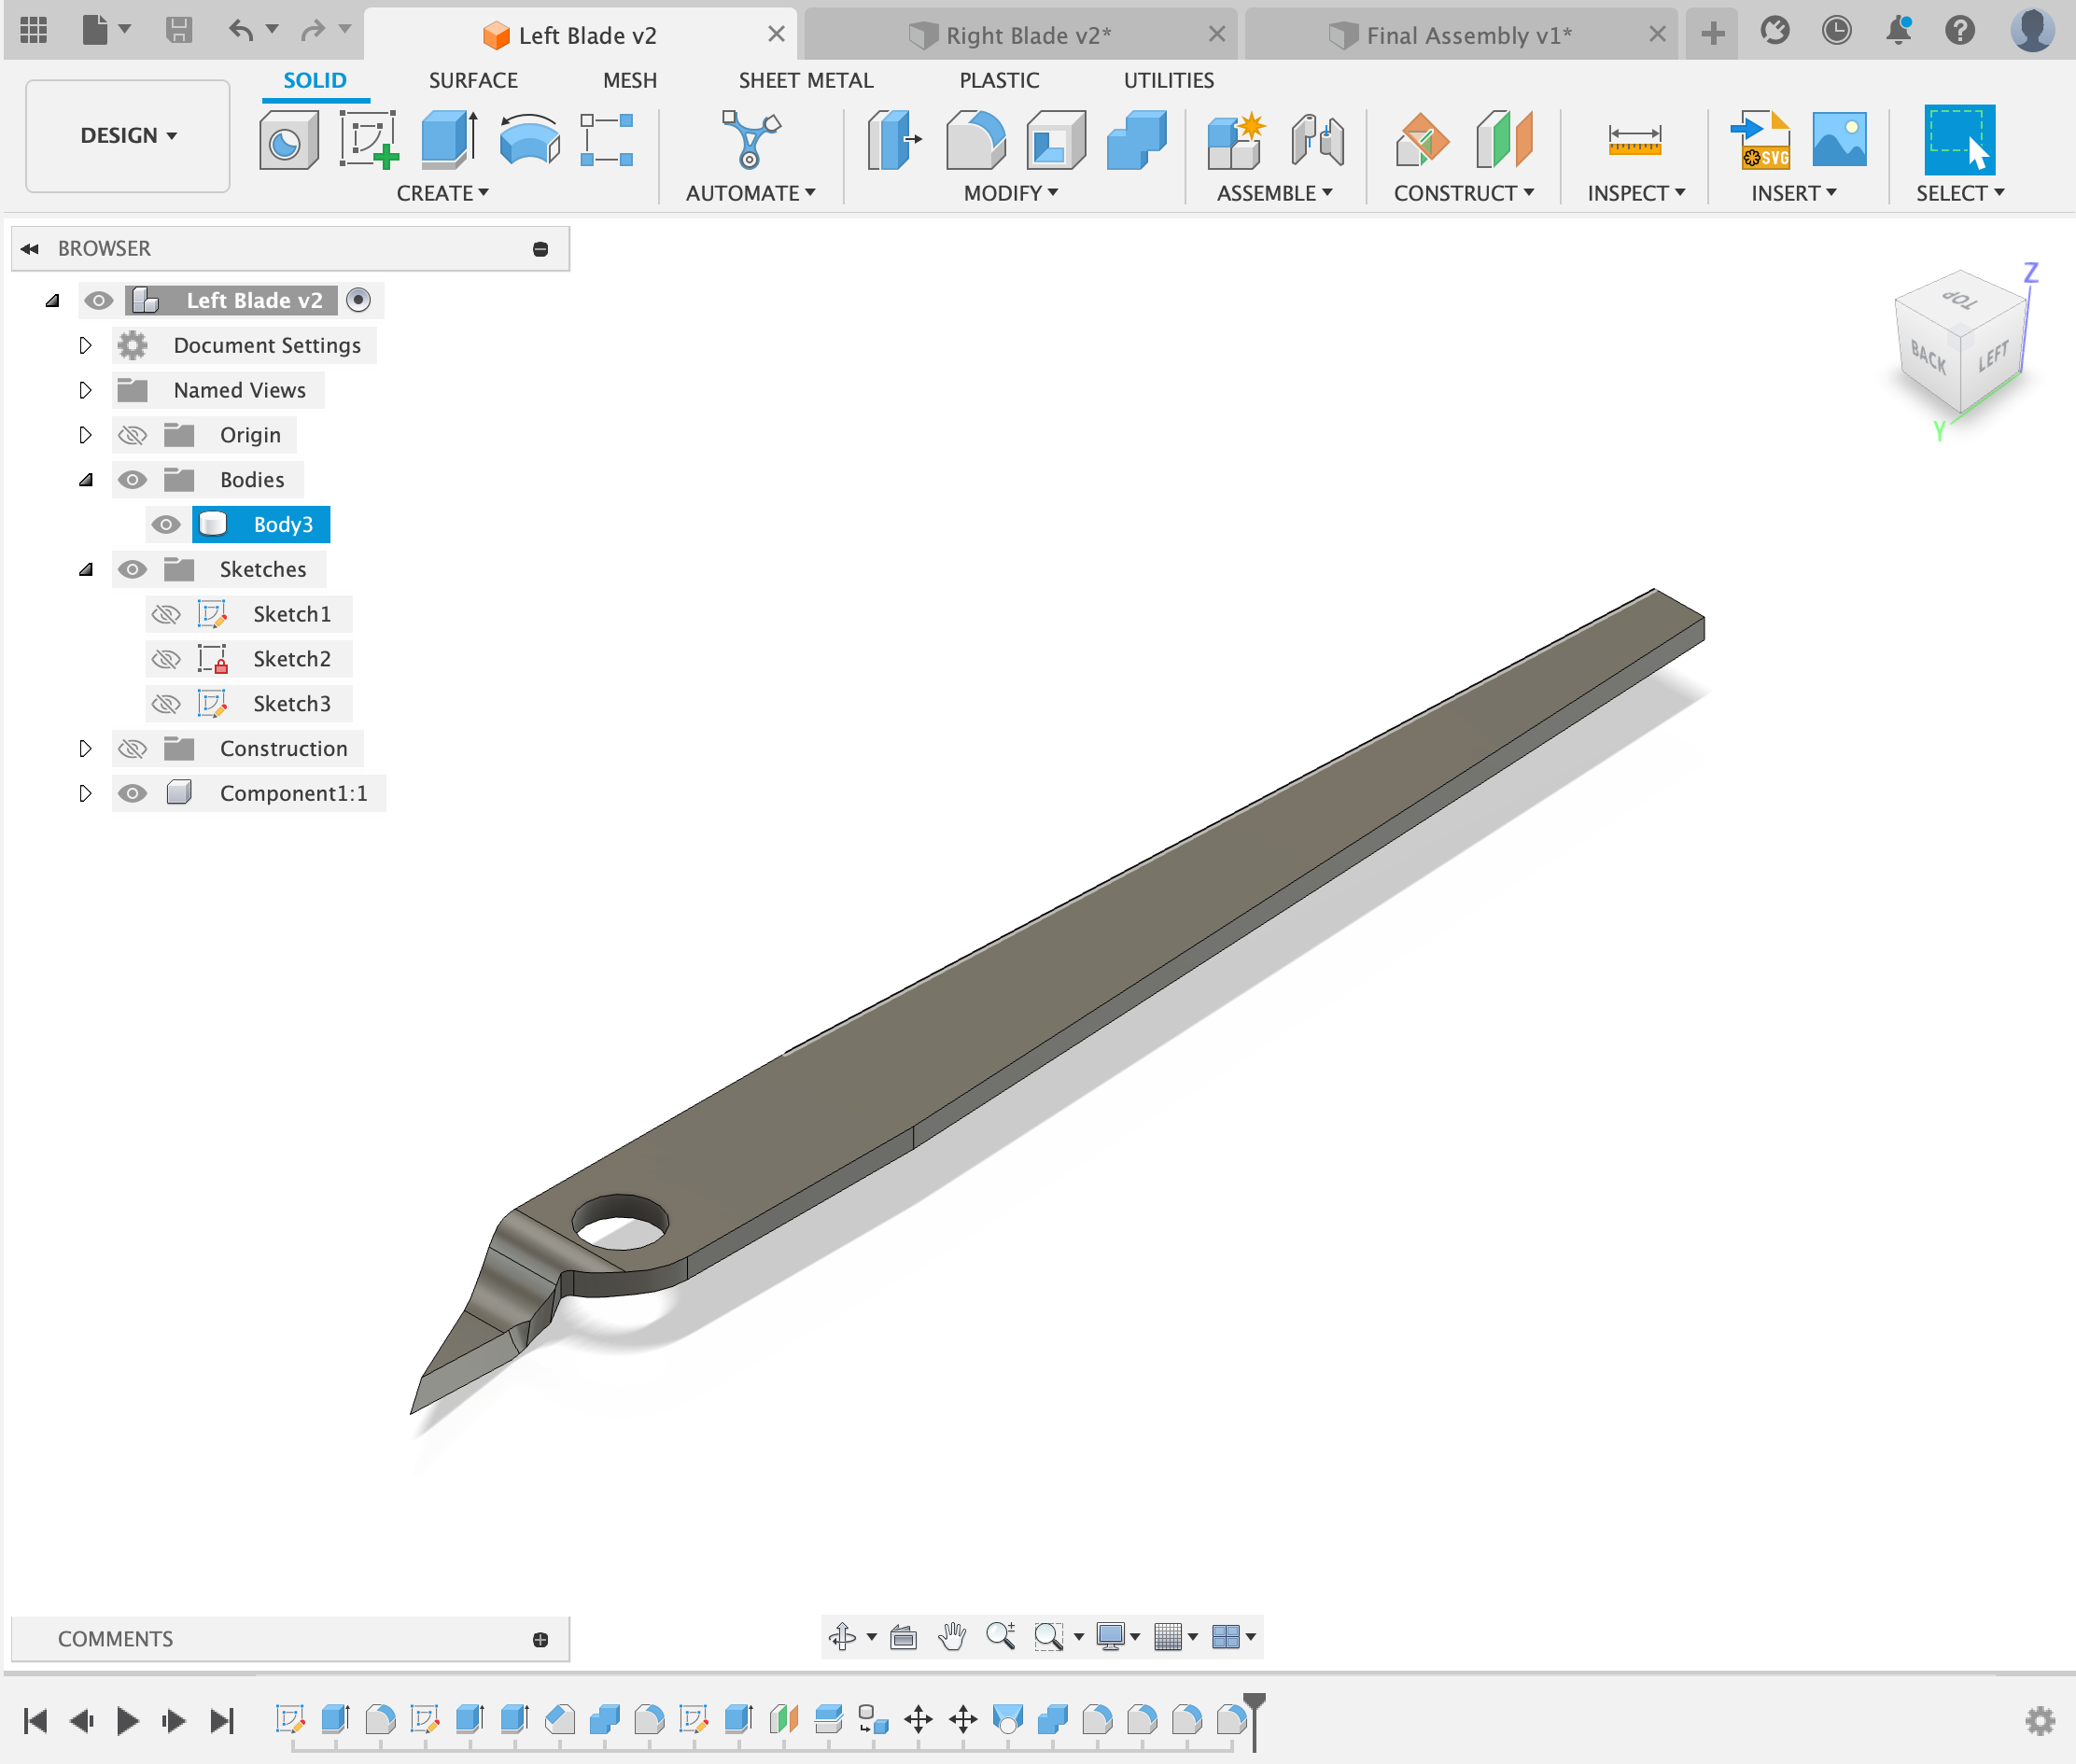 Left Blade v2
Right Blade v2*
Final Assembly v1*
SOLID
SURFACE
MESH
SHEET METAL
PLASTIC
UTILITIES
DESIGN
SVG
CREATE
AUTOMATE
MODIFY
ASSEMBLE
CONSTRUCT
INSPECT
INSERT
SELECT
BROWSER
Left Blade v2
Document Settings
Named Views
Origin
Bodies
Body3
Sketches
Sketch1
Sketch2
Sketch3
Construction
Component1:1
Z
TOP
BACK
LEFT
Y
COMMENTS